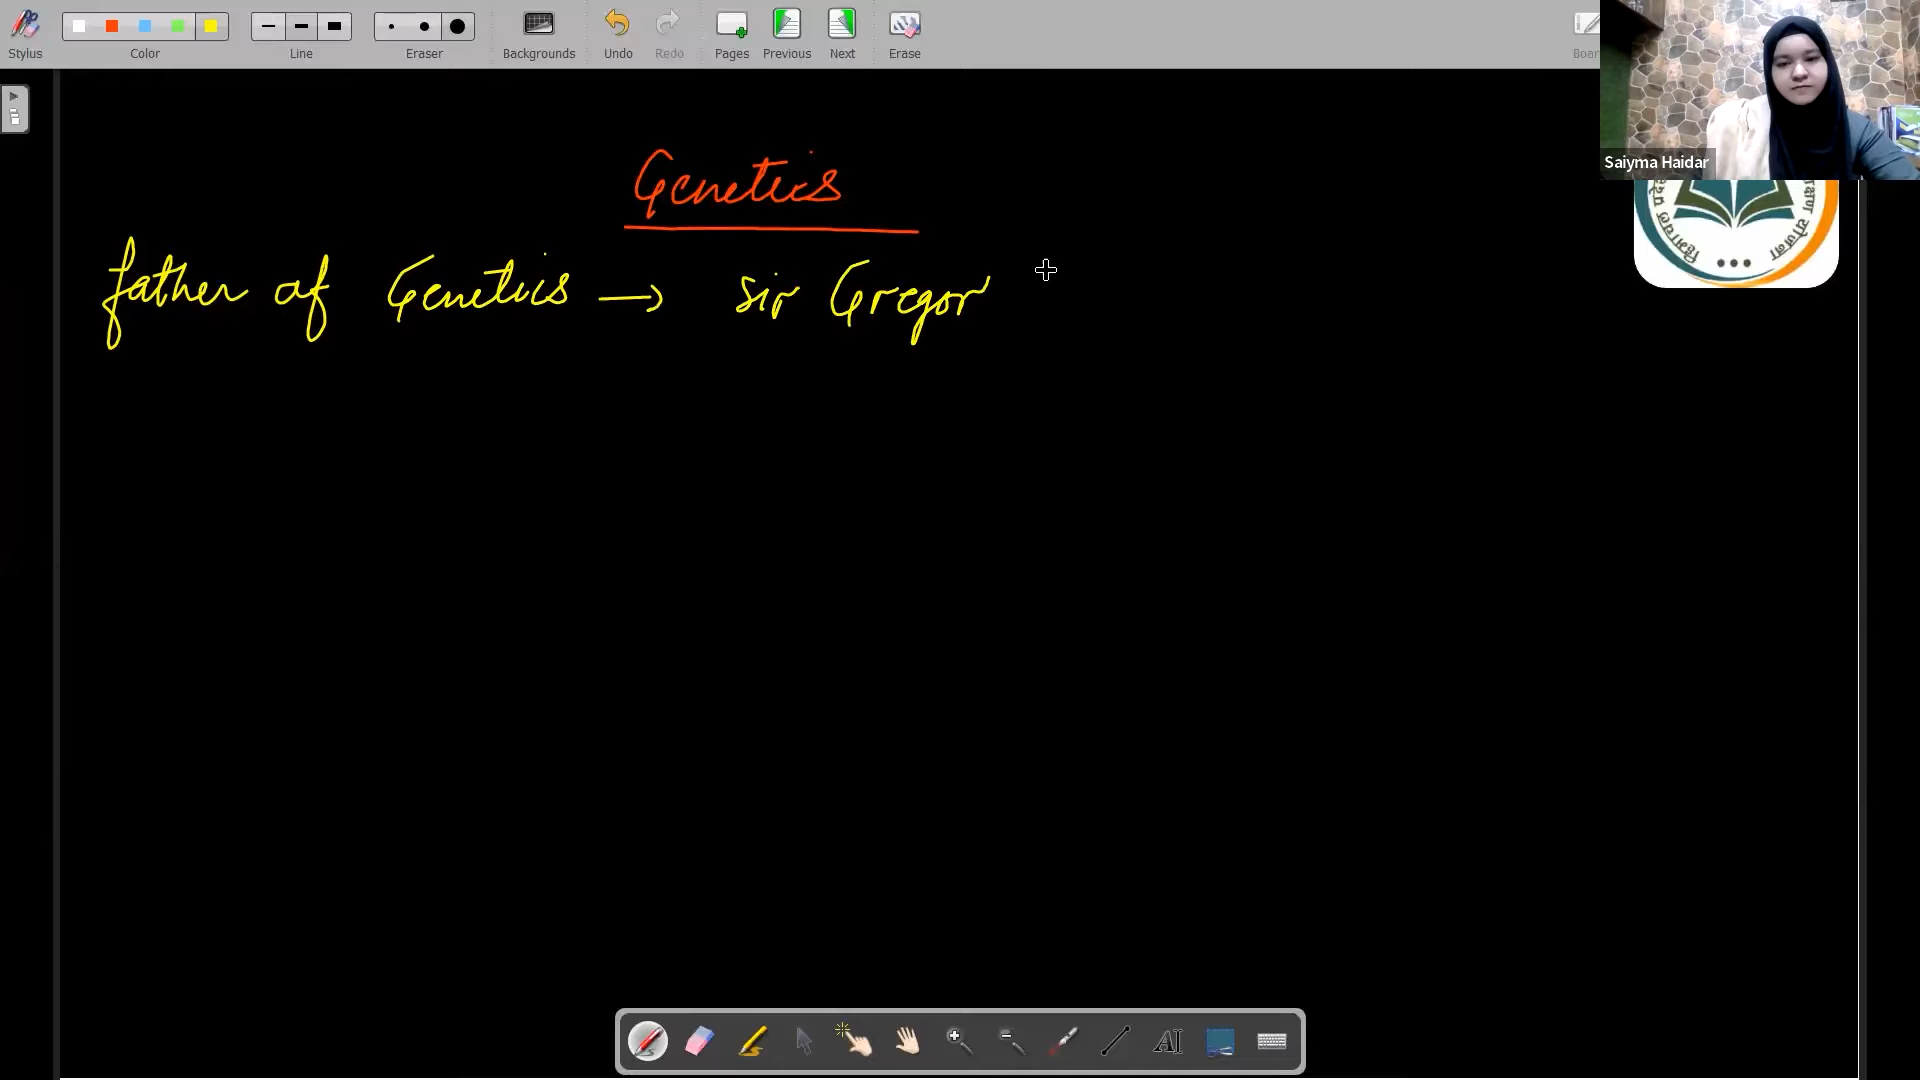 Stylus
Color
Line
Eraser
Backgrounds
Undo
Redo
Pages
Previous
Next
Erase
Saiyma Haidar
Genetics
father of Genetics → sir Gregor